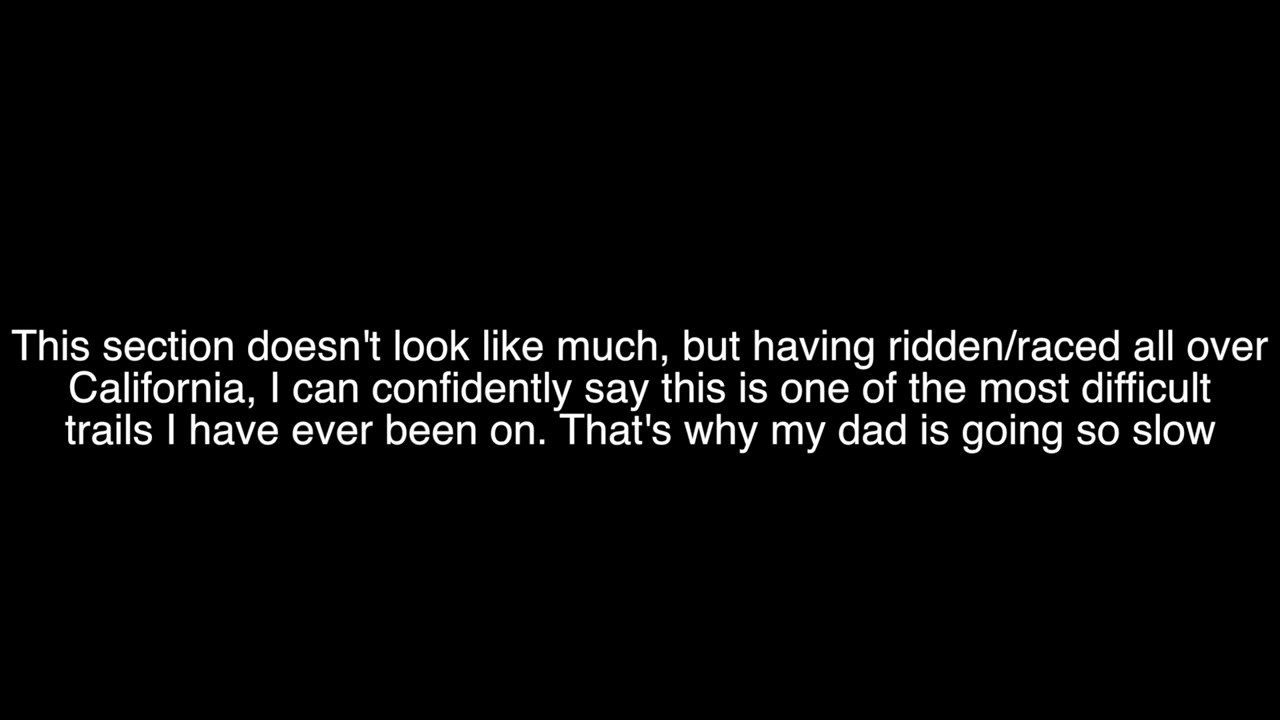 This section doesn't look like much, but having ridden/raced all over
California, I can confidently say this is one of the most difficult
trails I have ever been on. That's why my dad is going so slow